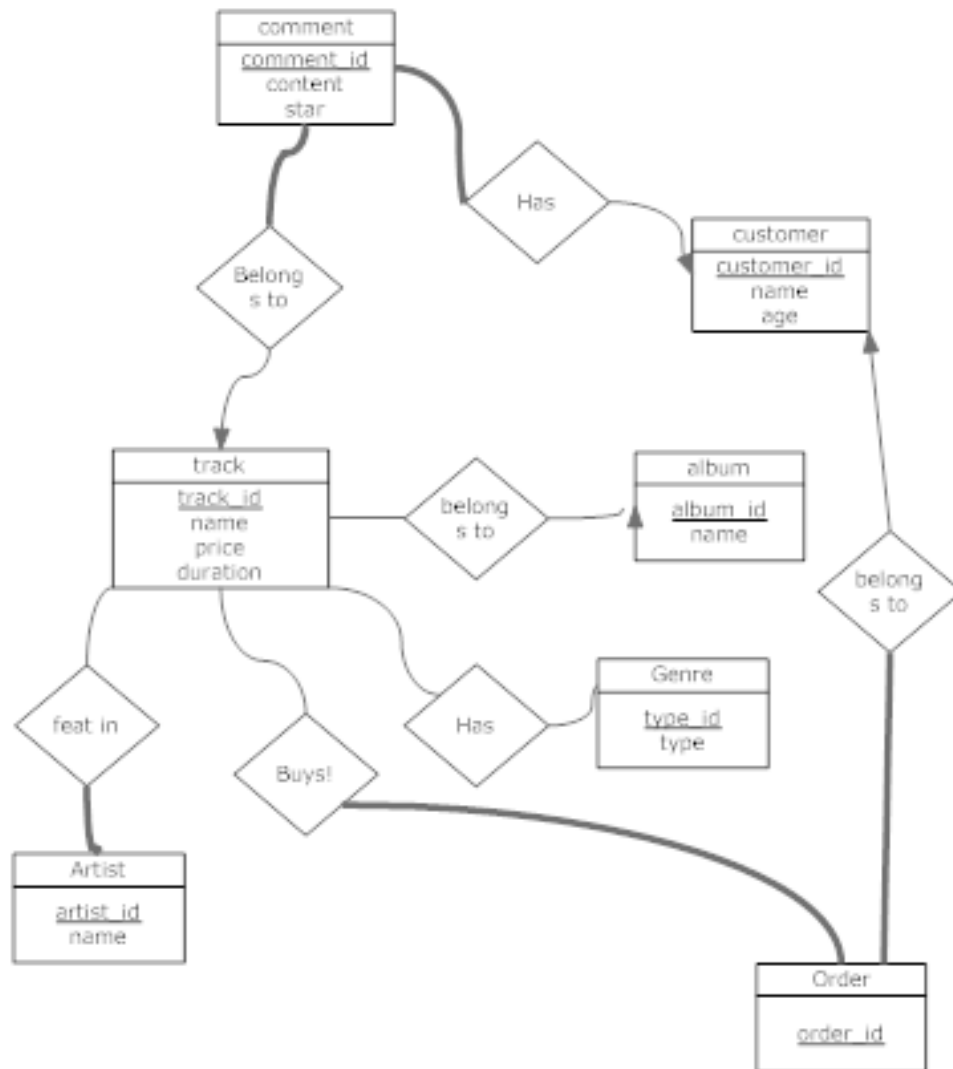 comment
comment_id
content
star
Has
customer
customer_id
name
age
Belong
s to
track
track_id
name
price
duration
belong
s to
album
album_id
name
belong
s to
feat in
Buys!
Has
Genre
type_id
type
Artist
artist_id
name
Order
order_id